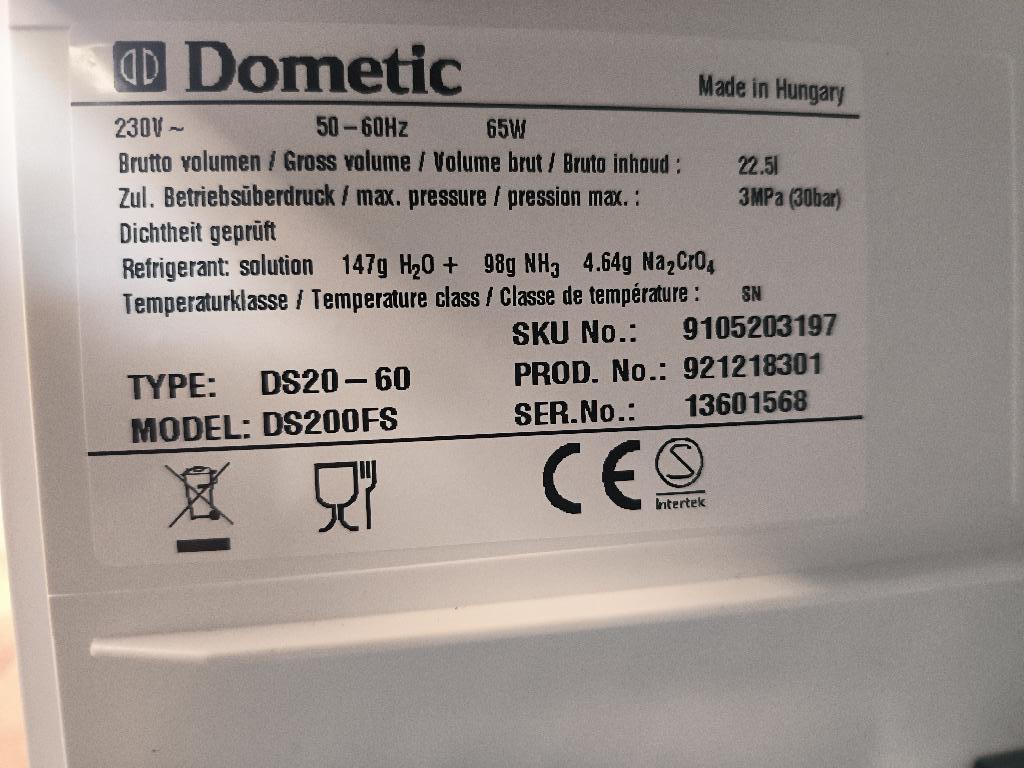 Dometic
Made in Hungary
230V ~ 50-60Hz 65W
Brutto volumen / Gross volume / Volume brut / Bruto inhoud : 22.5l
Zul. Betriebsüberdruck / max. pressure / pression max. : 3MPa (30bar)
Dichtheit geprüft
Refrigerant: solution 147g H₂O + 98g NH₃ 4.64g Na₂CrO₄
Temperaturklasse / Temperature class / Classe de température : SN
SKU No.: 9105203197
TYPE: DS20-60 PROD. No.: 921218301
MODEL: DS200FS SER.No.: 13601568
CE S
Intertek